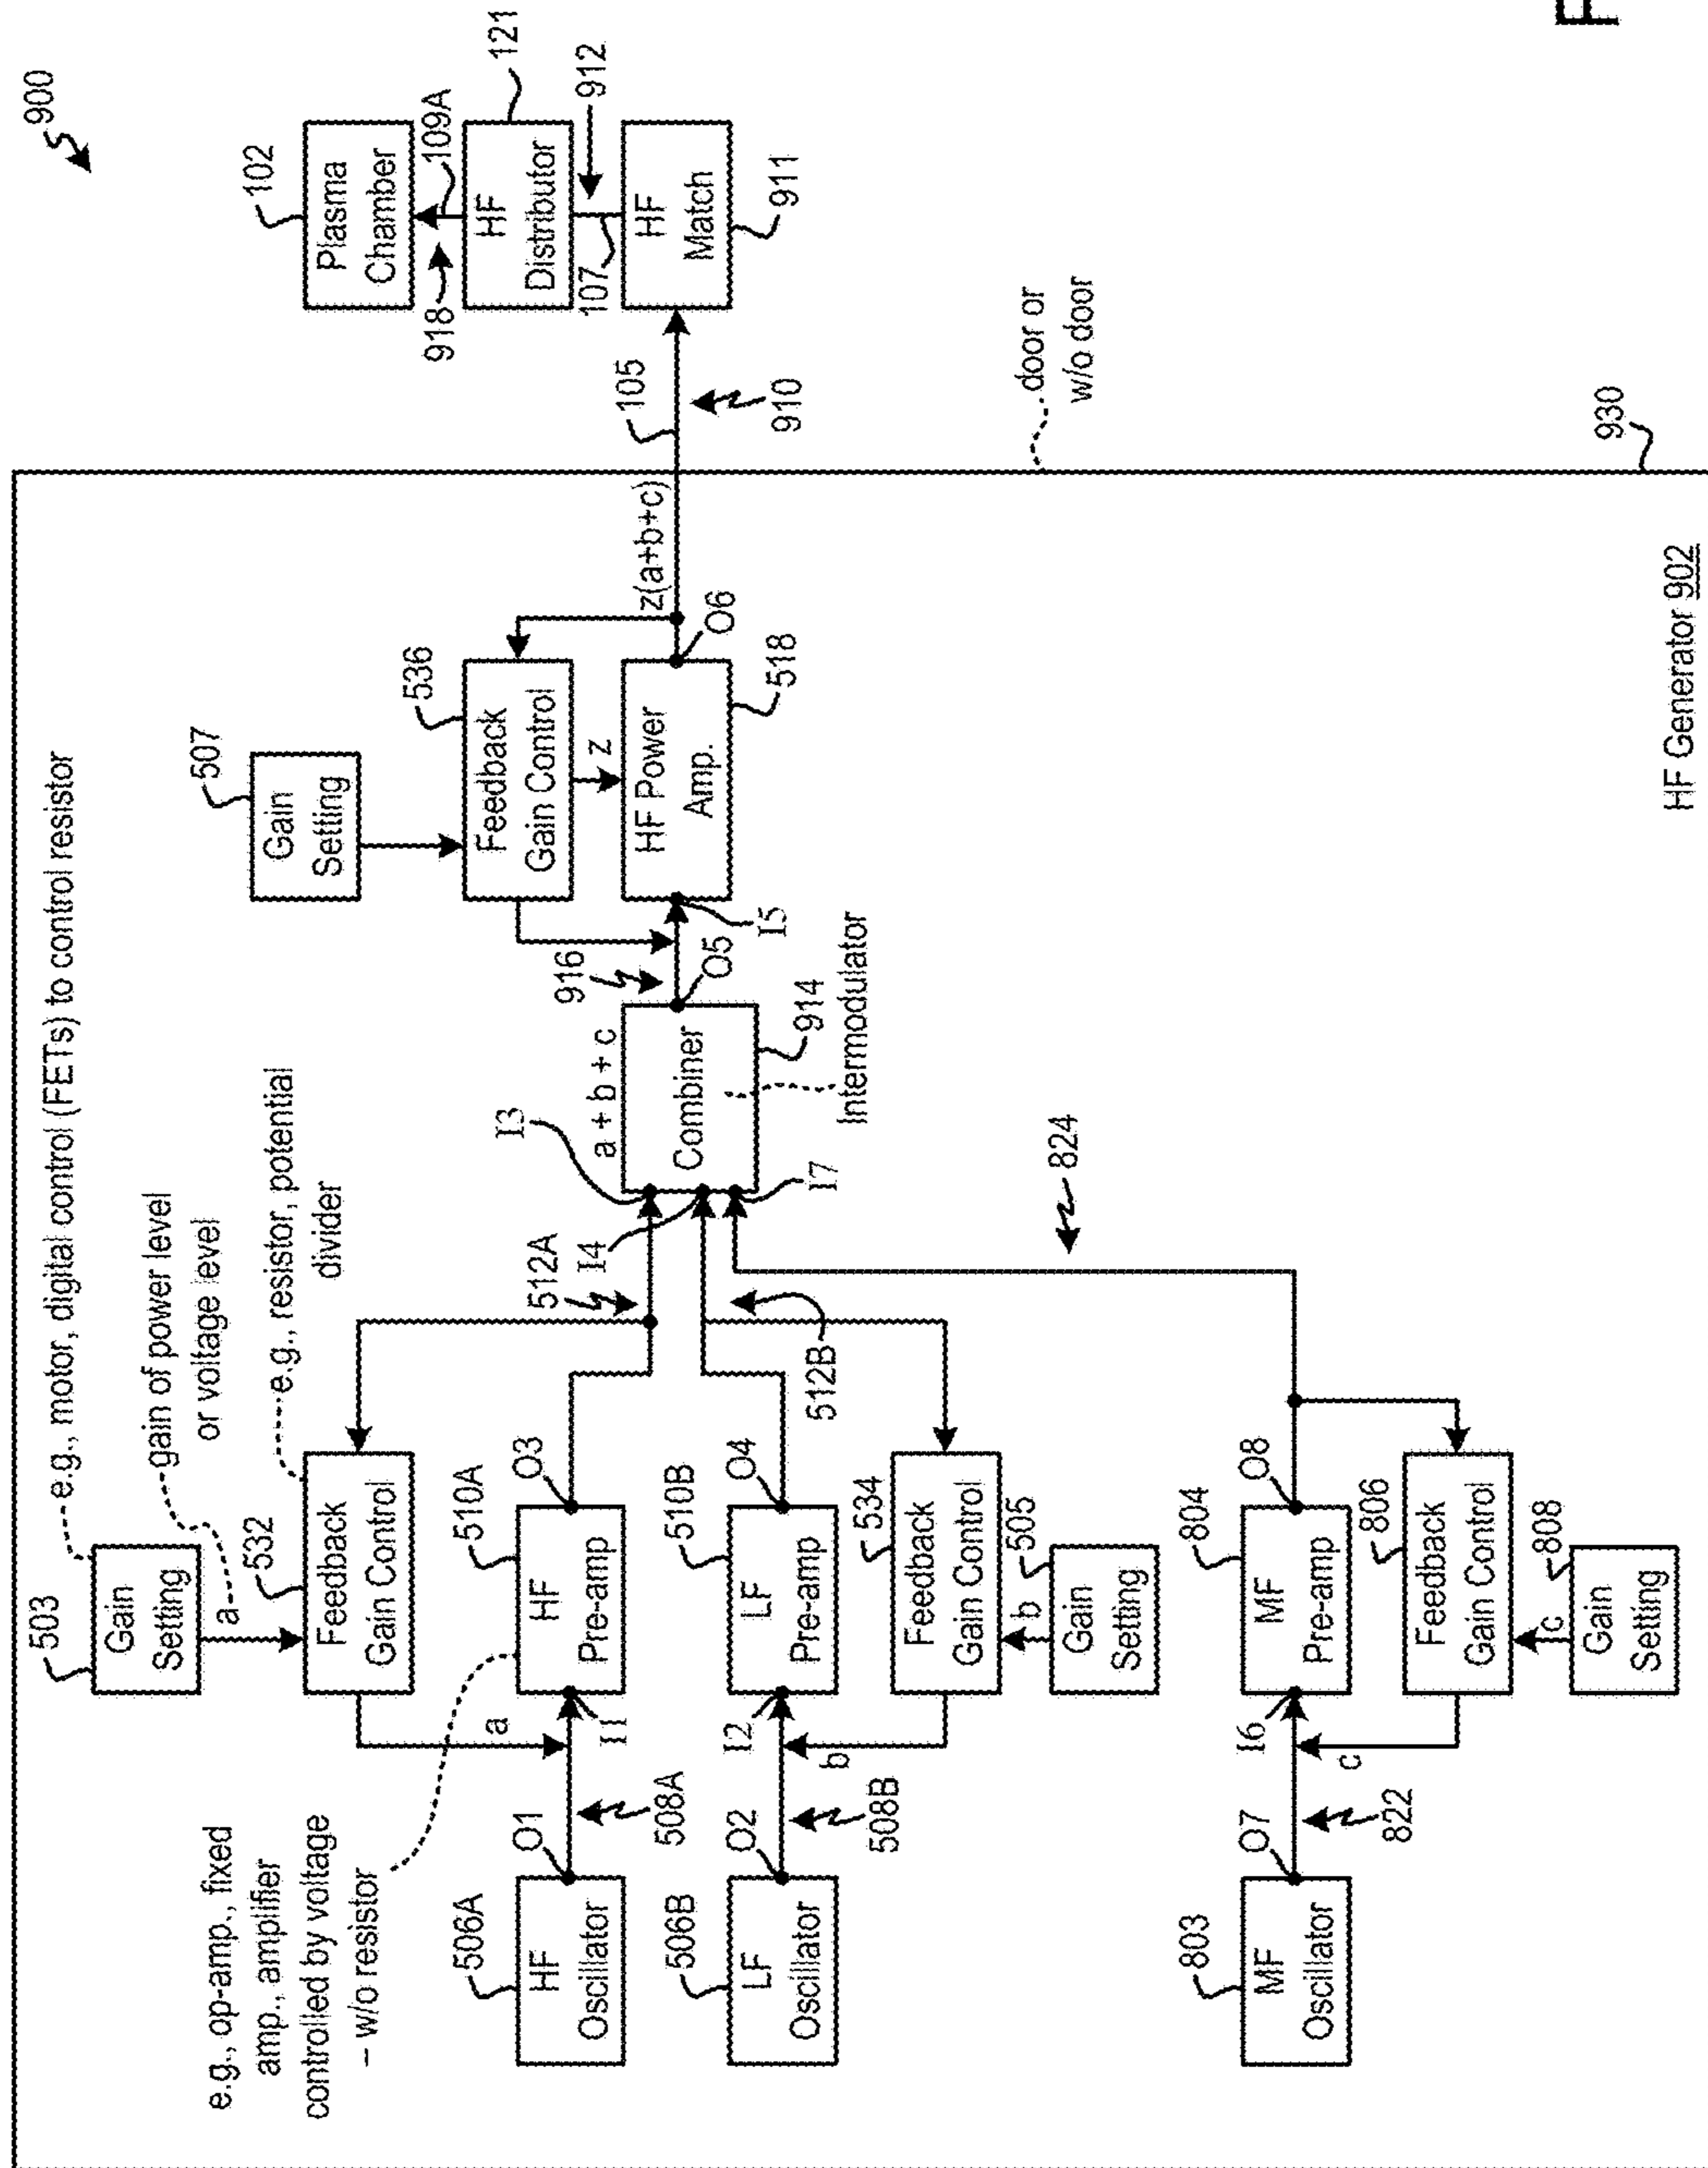 F
900
102
Plasma
Chamber
109A
918
121
HF
Distributor
912
107
HF
Match
911
105
910
door or
w/o door
930
e.g., motor, digital control (FETs) to control resistor
503
Gain
Setting
a
gain of power level
or voltage level
532
Feedback
Gain Control
e.g., resistor, potential
divider
a
e.g., op-amp., fixed
amp., amplifier
controlled by voltage
– w/o resistor
506A
HF
Oscillator
O1
508A
I1
510A
HF
Pre-amp
O3
512A
I3
506B
LF
Oscillator
O2
508B
I2
b
510B
LF
Pre-amp
O4
512B
I4
534
Feedback
Gain Control
505
b
Gain
Setting
803
MF
Oscillator
O7
822
I6
c
804
MF
Pre-amp
O8
824
I7
806
Feedback
Gain Control
808
c
Gain
Setting
a + b + c
Combiner
914
Intermodulator
O5
916
I5
507
Gain
Setting
536
Feedback
Gain Control
z
HF Power
Amp.
518
O6
z(a+b+c)
HF Generator 902